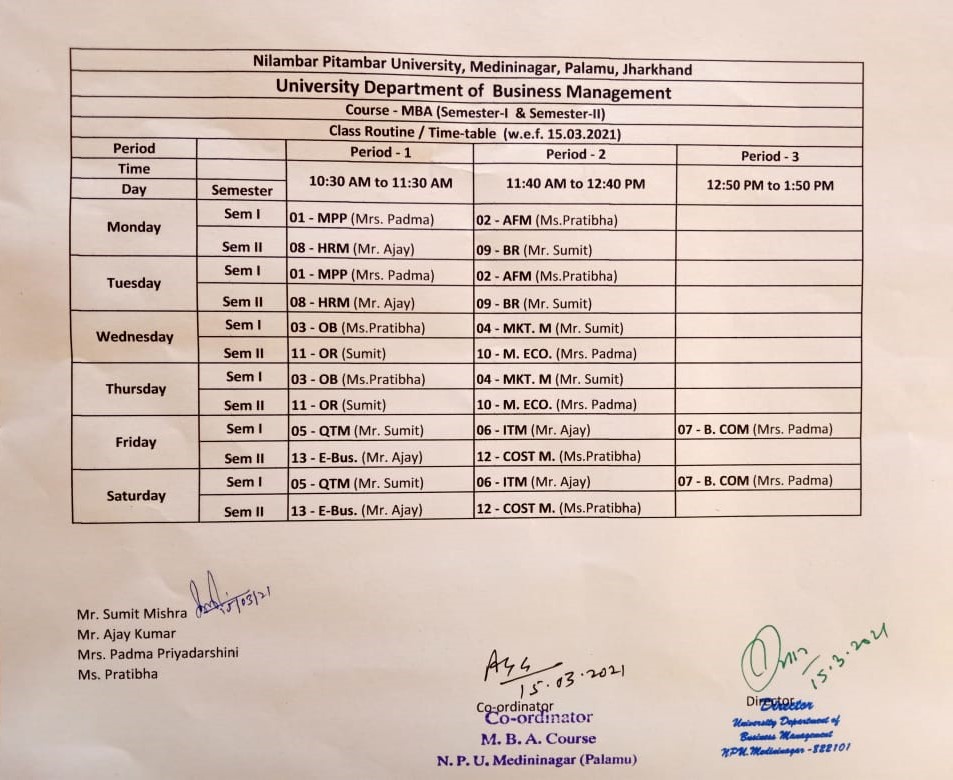 Nilambar Pitambar University, Medininagar, Palamu, Jharkhand
University Department of Business Management
Course - MBA (Semester-I & Semester-II)
Class Routine / Time-table (w.e.f. 15.03.2021)
Period Period - 1 Period - 2 Period - 3
Time 10:30 AM to 11:30 AM 11:40 AM to 12:40 PM 12:50 PM to 1:50 PM
Day Semester
Monday
Sem I 01 - MPP (Mrs. Padma) 02 - AFM (Ms.Pratibha)
Sem II 08 - HRM (Mr. Ajay) 09 - BR (Mr. Sumit)
Tuesday
Sem I 01 - MPP (Mrs. Padma) 02 - AFM (Ms.Pratibha)
Sem II 08 - HRM (Mr. Ajay) 09 - BR (Mr. Sumit)
Wednesday
Sem I 03 - OB (Ms.Pratibha) 04 - MKT. M (Mr. Sumit)
Sem II 11 - OR (Sumit) 10 - M. ECO. (Mrs. Padma)
Thursday
Sem I 03 - OB (Ms.Pratibha) 04 - MKT. M (Mr. Sumit)
Sem II 11 - OR (Sumit) 10 - M. ECO. (Mrs. Padma)
Friday
Sem I 05 - QTM (Mr. Sumit) 06 - ITM (Mr. Ajay) 07 - B. COM (Mrs. Padma)
Sem II 13 - E-Bus. (Mr. Ajay) 12 - COST M. (Ms.Pratibha)
Saturday
Sem I 05 - QTM (Mr. Sumit) 06 - ITM (Mr. Ajay) 07 - B. COM (Mrs. Padma)
Sem II 13 - E-Bus. (Mr. Ajay) 12 - COST M. (Ms.Pratibha)
Mr. Sumit Mishra 15/03/21
Mr. Ajay Kumar
Mrs. Padma Priyadarshini
Ms. Pratibha
15.03.2021
Co-ordinator
Co-ordinator
M. B. A. Course
N. P. U. Medininagar (Palamu)
15.3.2021
Director
Director
University Department of
Business Management
NPU. Medininagar -822101